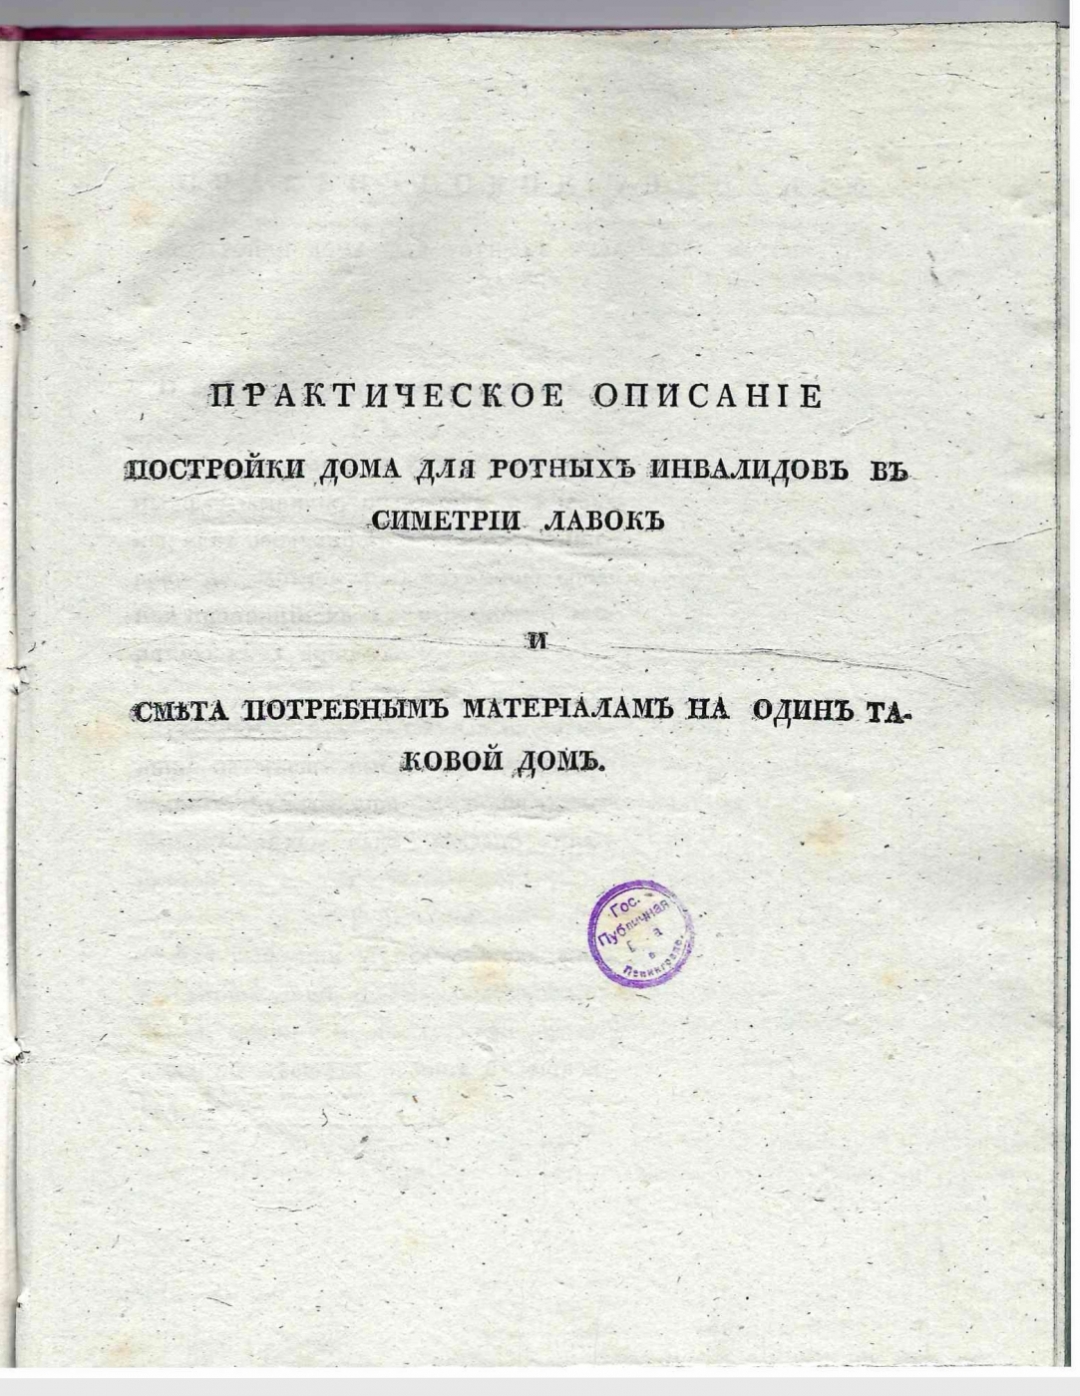 ПРАКТИЧЕСКОЕ ОПИСАНІЕ
ПОСТРОЙКИ ДОМА ДЛЯ РОТНЫХЪ ИНВАЛИДОВЪ ВЪ
СИМЕТРІИ ЛАВОКЪ
И
СМѢТА ПОТРЕБНЫМЪ МАТЕРІАЛАМЪ НА ОДИНЪ ТА-
КОВОЙ ДОМЪ.
Гос.
Публичная
Ленинград.